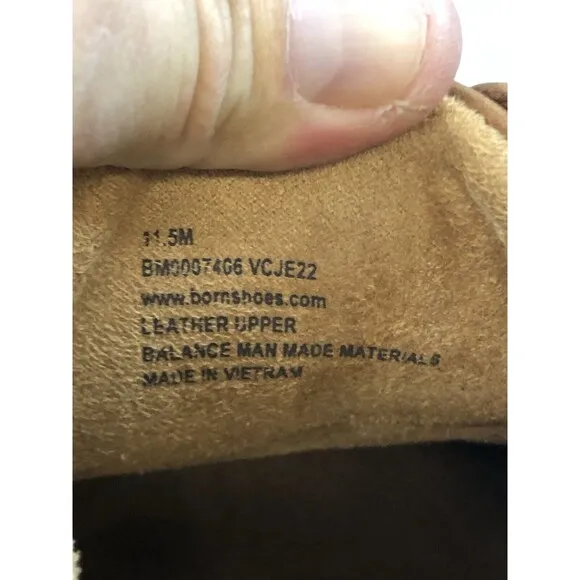 11.5M
BM0007406 VCJE22
www.bornshoes.com
LEATHER UPPER
BALANCE MAN MADE MATERIALS
MADE IN VIETNAM